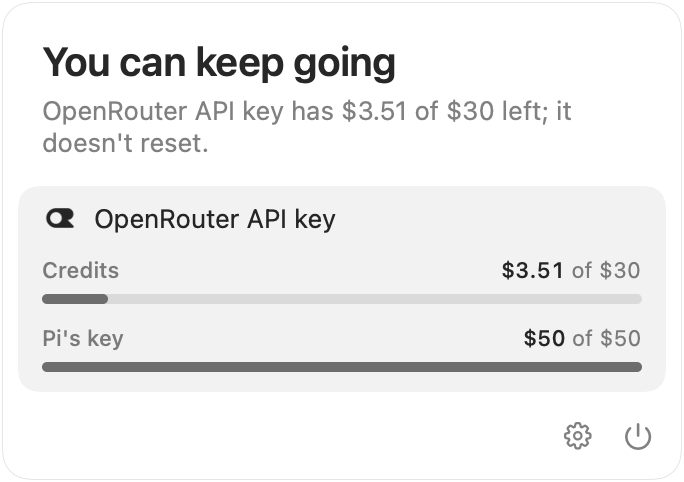 You can keep going
OpenRouter API key has $3.51 of $30 left; it
doesn't reset.
OpenRouter API key
Credits $3.51 of $30
Pi's key $50 of $50